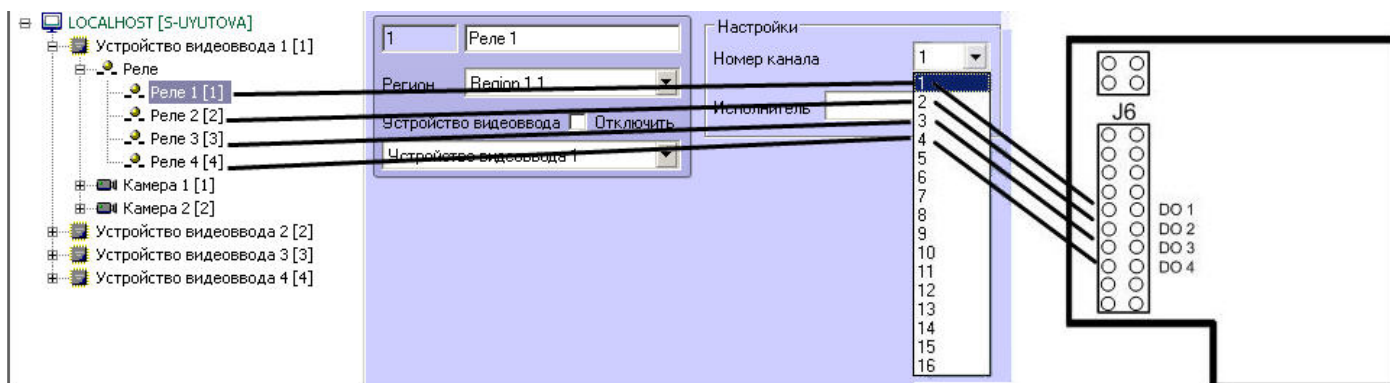 LOCALHOST [S-UYUTOVA]
Устройство видеоввода 1 [1]
Реле
Реле 1 [1]
Реле 2 [2]
Реле 3 [3]
Реле 4 [4]
Камера 1 [1]
Камера 2 [2]
Устройство видеоввода 2 [2]
Устройство видеоввода 3 [3]
Устройство видеоввода 4 [4]
1 Реле 1
Регион Region 1.1
Устройство видеоввода Отключить
Устройство видеоввода 1
Настройки
Номер канала 1
Исполнитель
1
2
3
4
5
6
7
8
9
10
11
12
13
14
15
16
J6
DO 1
DO 2
DO 3
DO 4